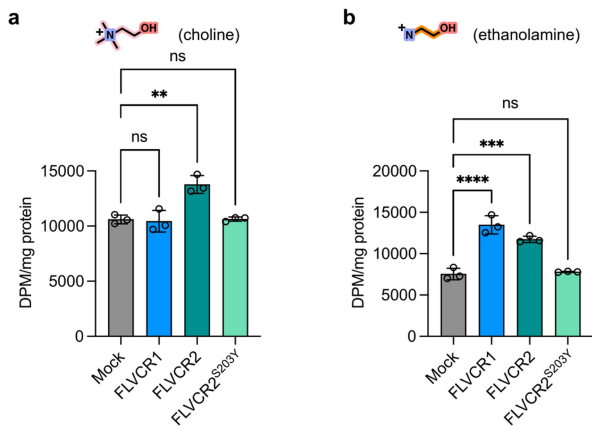 a
+
N
OH
(choline)
ns
**
ns
15000
10000
5000
0
DPM/mg protein
Mock
FLVCR1
FLVCR2
FLVCR2S203Y
b
+
N
OH
(ethanolamine)
ns
***
****
20000
15000
10000
5000
0
DPM/mg protein
Mock
FLVCR1
FLVCR2
FLVCR2S203Y